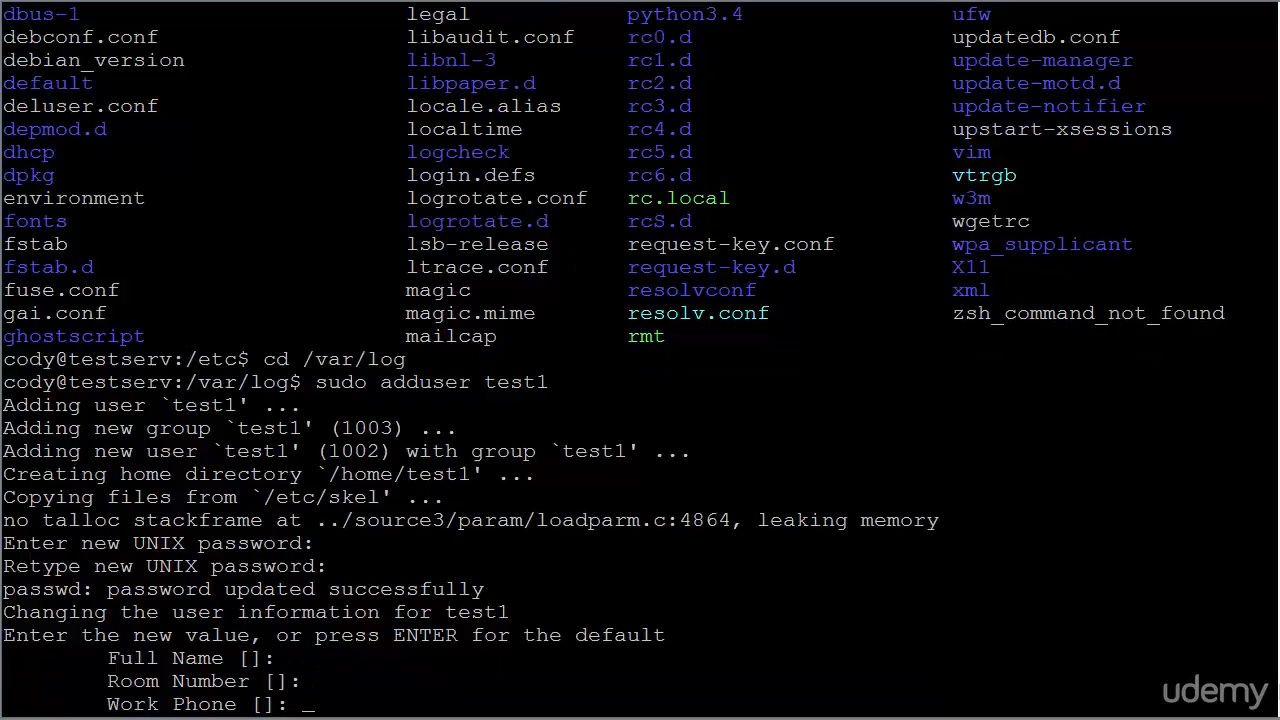 dbus-1 legal python3.4 ufw
debconf.conf libaudit.conf rc0.d updatedb.conf
debian_version libnl-3 rc1.d update-manager
default libpaper.d rc2.d update-motd.d
deluser.conf locale.alias rc3.d update-notifier
depmod.d localtime rc4.d upstart-xsessions
dhcp logcheck rc5.d vim
dpkg login.defs rc6.d vtrgb
environment logrotate.conf rc.local w3m
fonts logrotate.d rcS.d wgetrc
fstab lsb-release request-key.conf wpa_supplicant
fstab.d ltrace.conf request-key.d X11
fuse.conf magic resolvconf xml
gai.conf magic.mime resolv.conf zsh_command_not_found
ghostscript mailcap rmt
cody@testserv:/etc$ cd /var/log
cody@testserv:/var/log$ sudo adduser test1
Adding user `test1' ...
Adding new group `test1' (1003) ...
Adding new user `test1' (1002) with group `test1' ...
Creating home directory `/home/test1' ...
Copying files from `/etc/skel' ...
no talloc stackframe at ../source3/param/loadparm.c:4864, leaking memory
Enter new UNIX password:
Retype new UNIX password:
passwd: password updated successfully
Changing the user information for test1
Enter the new value, or press ENTER for the default
Full Name []:
Room Number []:
Work Phone []: _
udemy